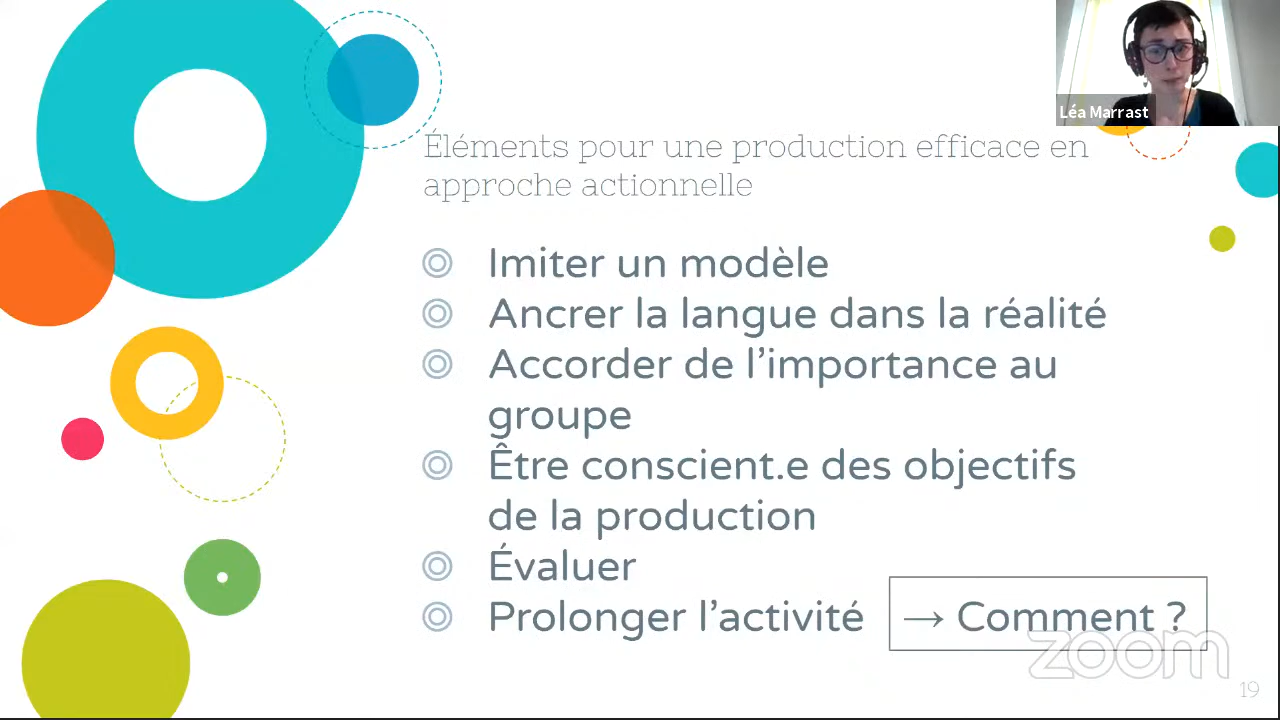 Léa Marrast
Éléments pour une production efficace en
approche actionnelle
Imiter un modèle
Ancrer la langue dans la réalité
Accorder de l'importance au
groupe
Être conscient.e des objectifs
de la production
Évaluer
Prolonger l'activité
→ Comment ?
zoom
19